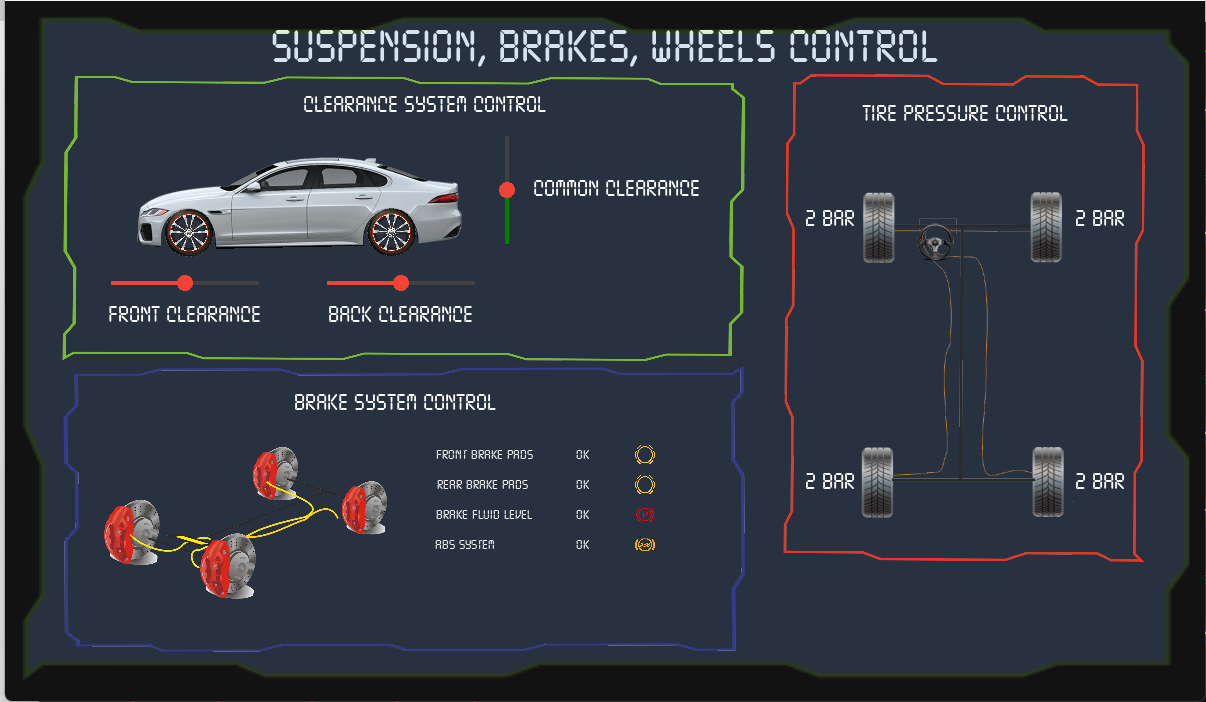 SUSPENSION, BRAKES, WHEELS CONTROL
CLEARANCE SYSTEM CONTROL
COMMON CLEARANCE
FRONT CLEARANCE
BACK CLEARANCE
BRAKE SYSTEM CONTROL
FRONT BRAKE PADS OK
REAR BRAKE PADS OK
BRAKE FLUID LEVEL OK
ABS SYSTEM OK ABS
TIRE PRESSURE CONTROL
2 BAR 2 BAR
2 BAR 2 BAR